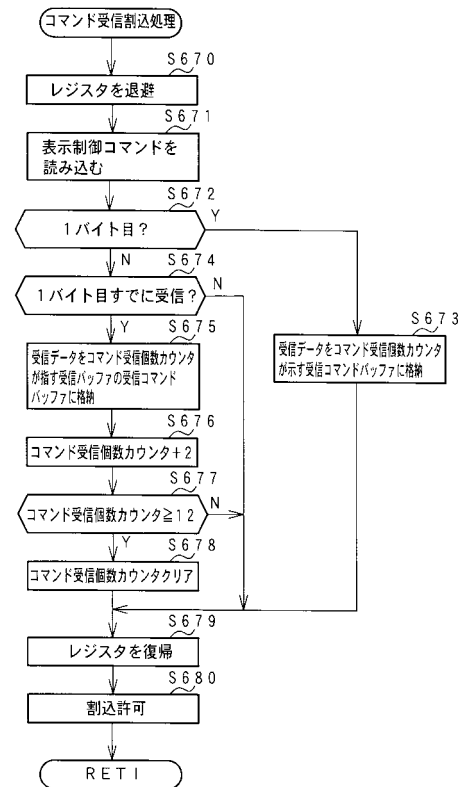 コマンド受信割込処理
S670
レジスタを退避
S671
表示制御コマンドを
読み込む
S672
1バイト目?
Y
N
S674
1バイト目すでに受信?
N
Y
S673
受信データをコマンド受信個数カウンタ
が示す受信コマンドバッファに格納
S675
受信データをコマンド受信個数カウンタ
が指す受信バッファの受信コマンド
バッファに格納
S676
コマンド受信個数カウンタ+2
S677
コマンド受信個数カウンタ≧12
N
Y
S678
コマンド受信個数カウンタクリア
S679
レジスタを復帰
S680
割込許可
RETI